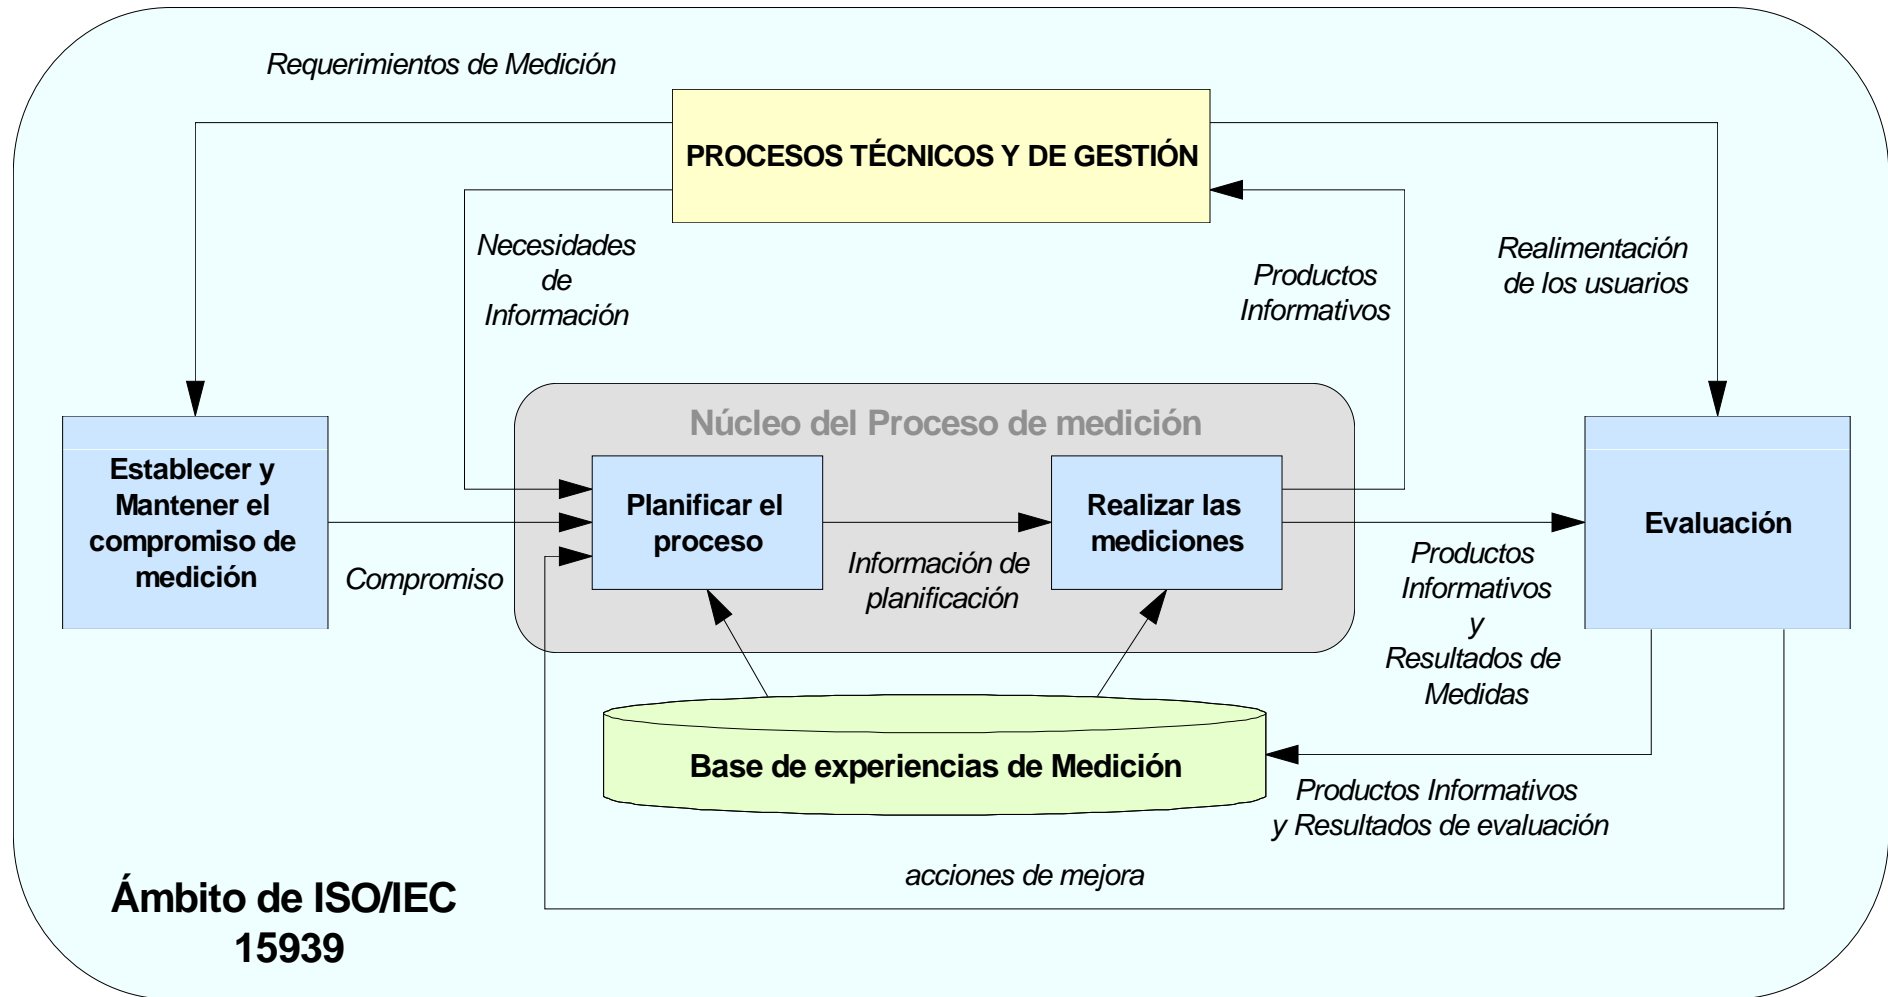 Requerimientos de Medición
PROCESOS TÉCNICOS Y DE GESTIÓN
Necesidades
de
Información
Productos
Informativos
Realimentación
de los usuarios
Núcleo del Proceso de medición
Establecer y
Mantener el
compromiso de
medición
Compromiso
Planificar el
proceso
Información de
planificación
Realizar las
mediciones
Productos
Informativos
y
Resultados de
Medidas
Evaluación
Base de experiencias de Medición
Productos Informativos
y Resultados de evaluación
acciones de mejora
Ámbito de ISO/IEC
15939